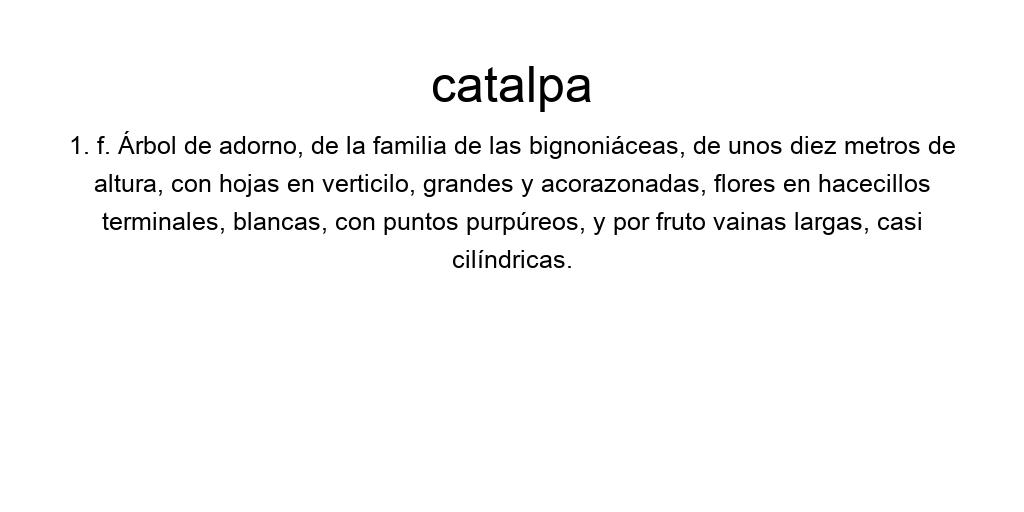 catalpa
1. f. Árbol de adorno, de la familia de las bignoniáceas, de unos diez metros de
altura, con hojas en verticilo, grandes y acorazonadas, flores en hacecillos
terminales, blancas, con puntos purpúreos, y por fruto vainas largas, casi
cilíndricas.